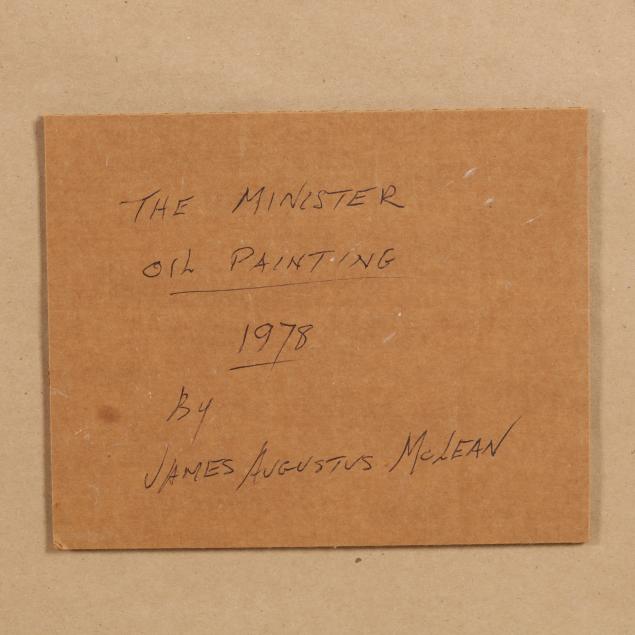 THE MINISTER
OIL PAINTING
1978
By
JAMES AUGUSTUS McLEAN